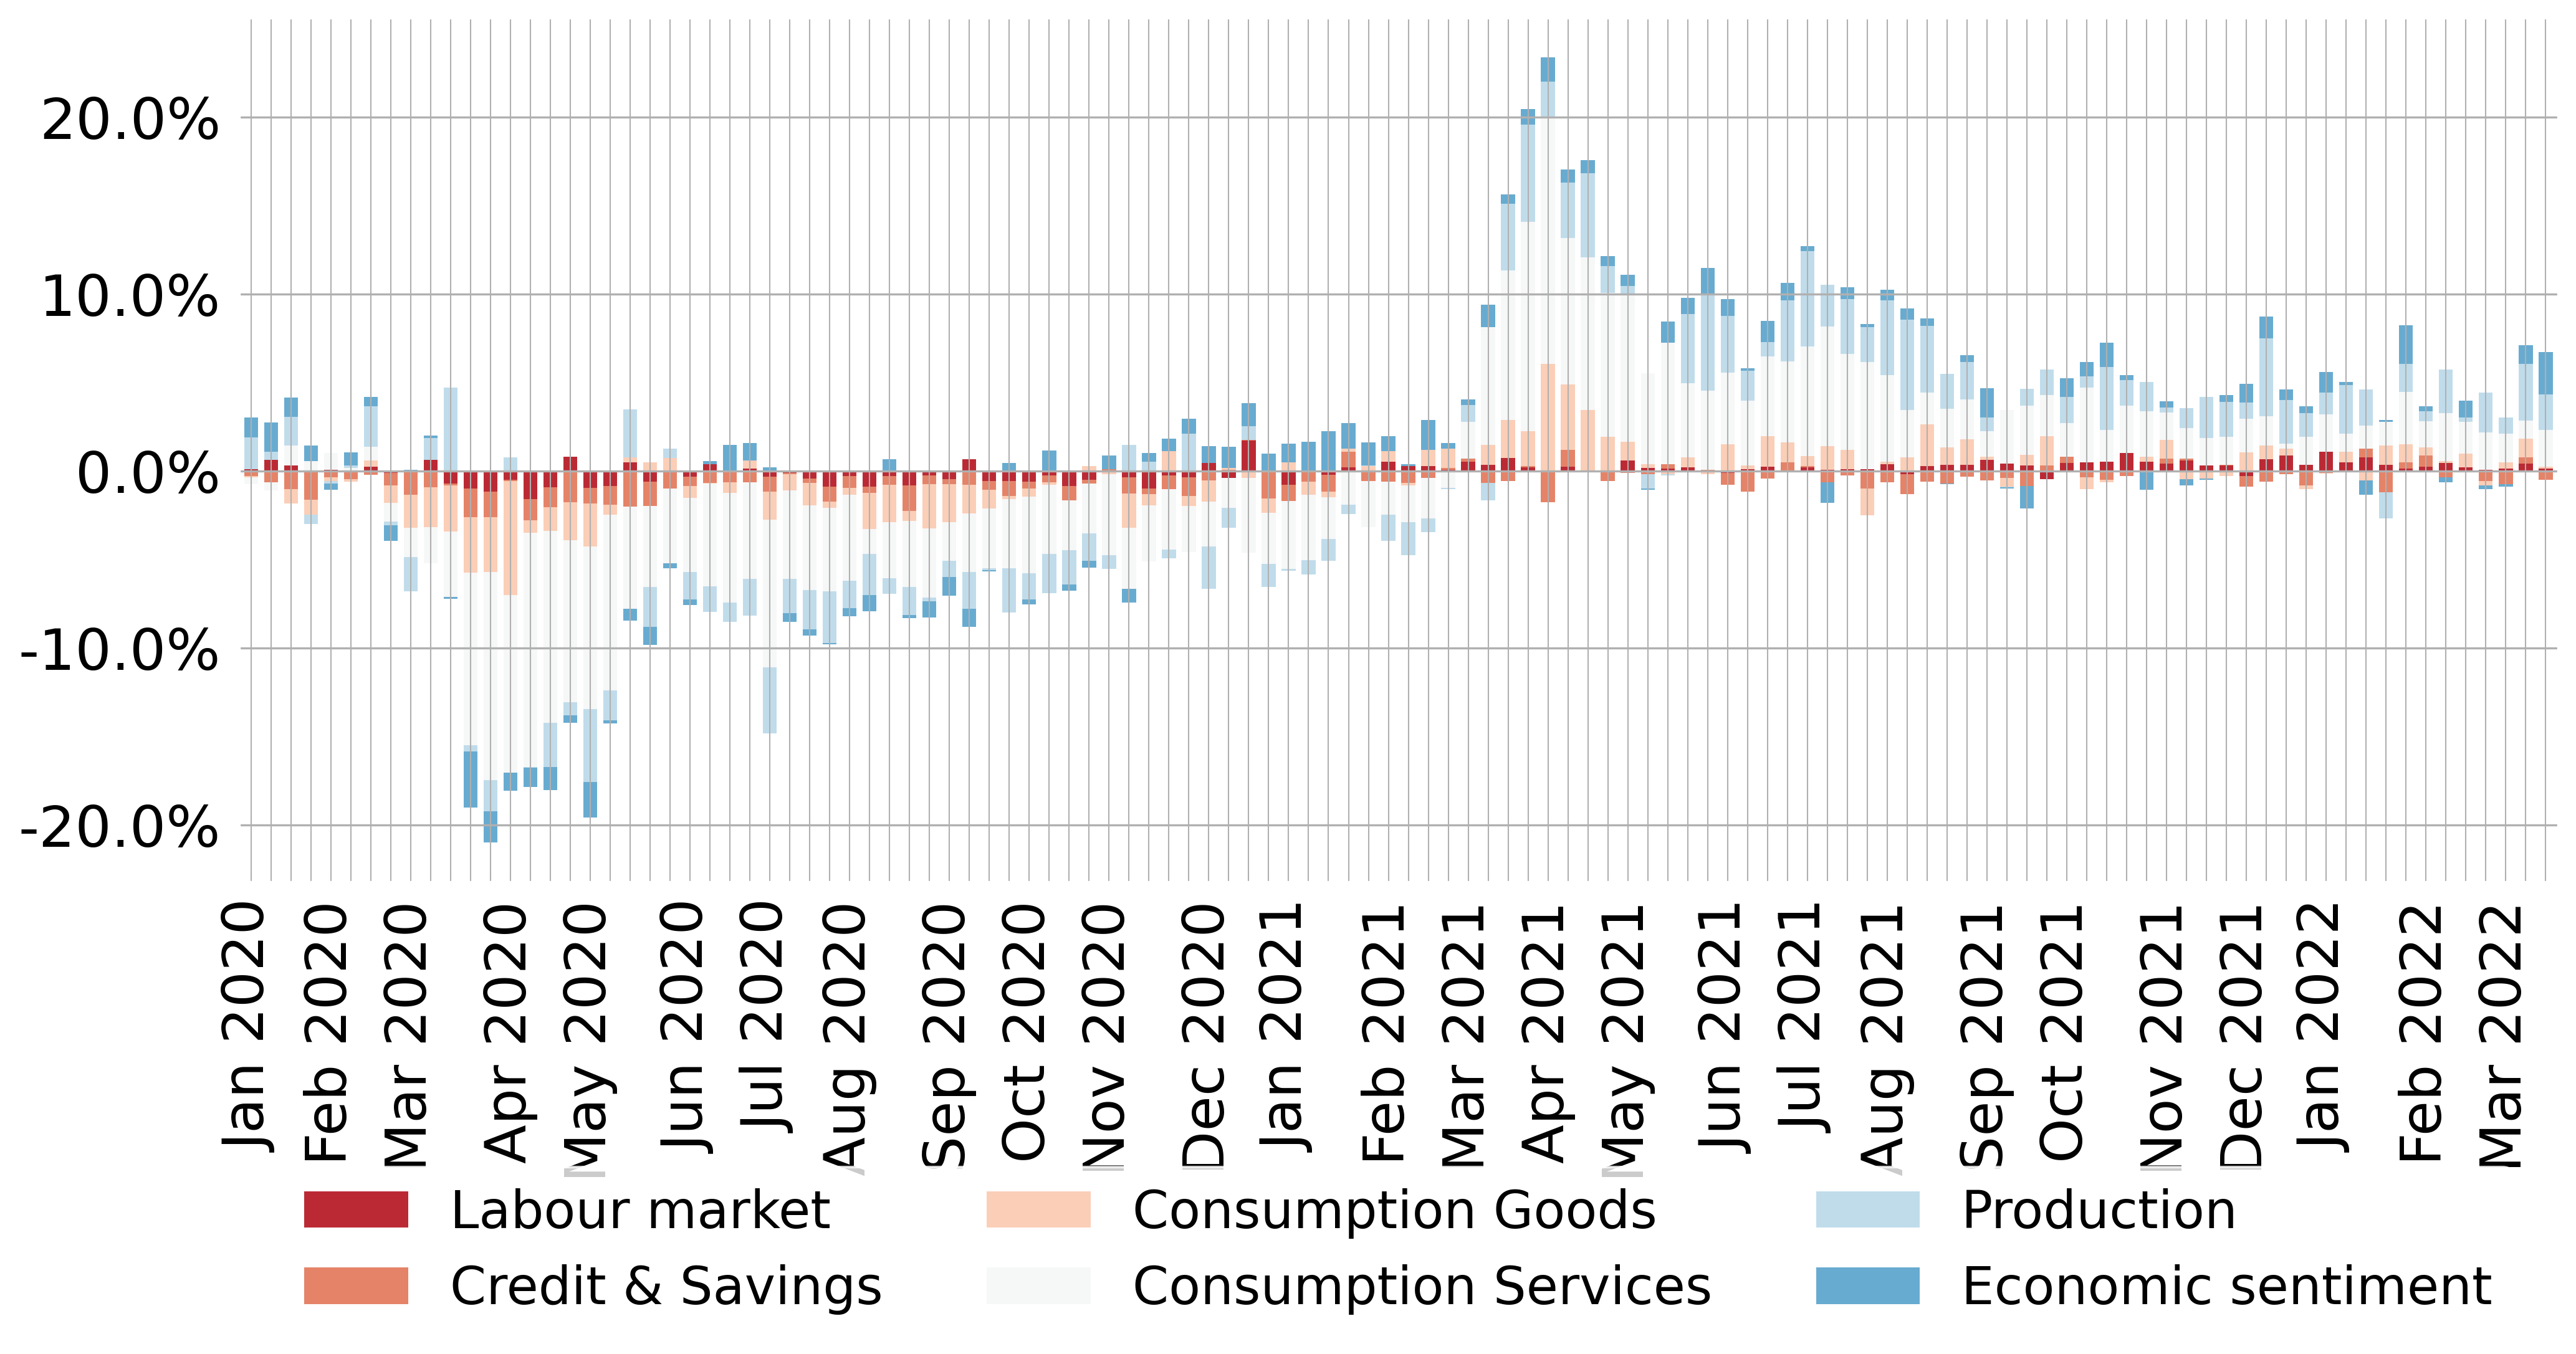 20.0%
10.0%
0.0%
-10.0%
-20.0%
Jan 2020
Feb 2020
Mar 2020
Apr 2020
May 2020
Jun 2020
Jul 2020
Aug 2020
Sep 2020
Oct 2020
Nov 2020
Dec 2020
Jan 2021
Feb 2021
Mar 2021
Apr 2021
May 2021
Jun 2021
Jul 2021
Aug 2021
Sep 2021
Oct 2021
Nov 2021
Dec 2021
Jan 2022
Feb 2022
Mar 2022
Labour market
Credit & Savings
Consumption Goods
Consumption Services
Production
Economic sentiment